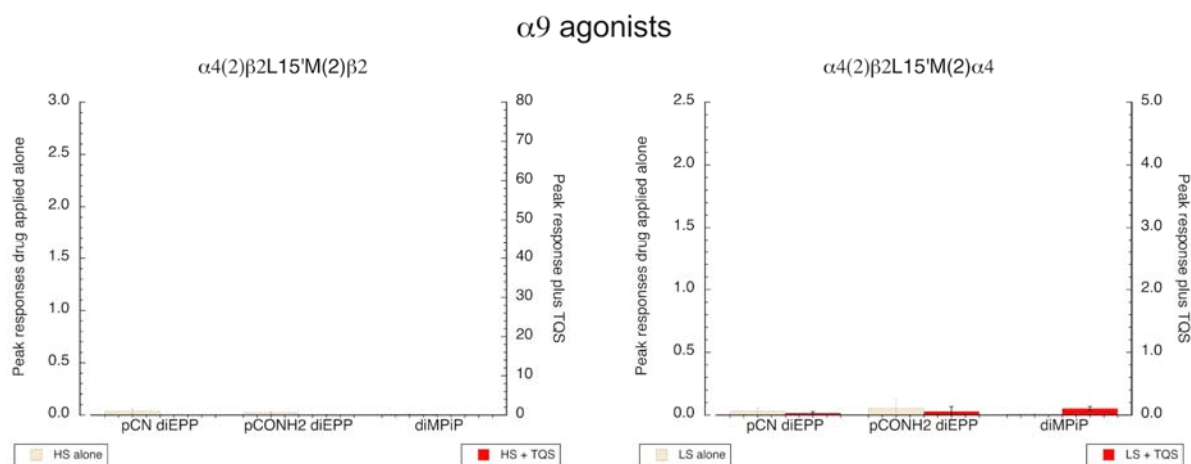 α9 agonists
α4(2)β2L15'M(2)β2
Peak responses drug applied alone
3.0
2.5
2.0
1.5
1.0
0.5
0.0
80
70
60
50
40
30
20
10
0
Peak response plus TQS
pCN diEPP
pCONH2 diEPP
diMPiP
HS alone
HS + TQS
α4(2)β2L15'M(2)α4
Peak responses drug applied alone
2.5
2.0
1.5
1.0
0.5
0.0
5.0
4.0
3.0
2.0
1.0
0.0
Peak response plus TQS
pCN diEPP
pCONH2 diEPP
diMPiP
LS alone
LS + TQS